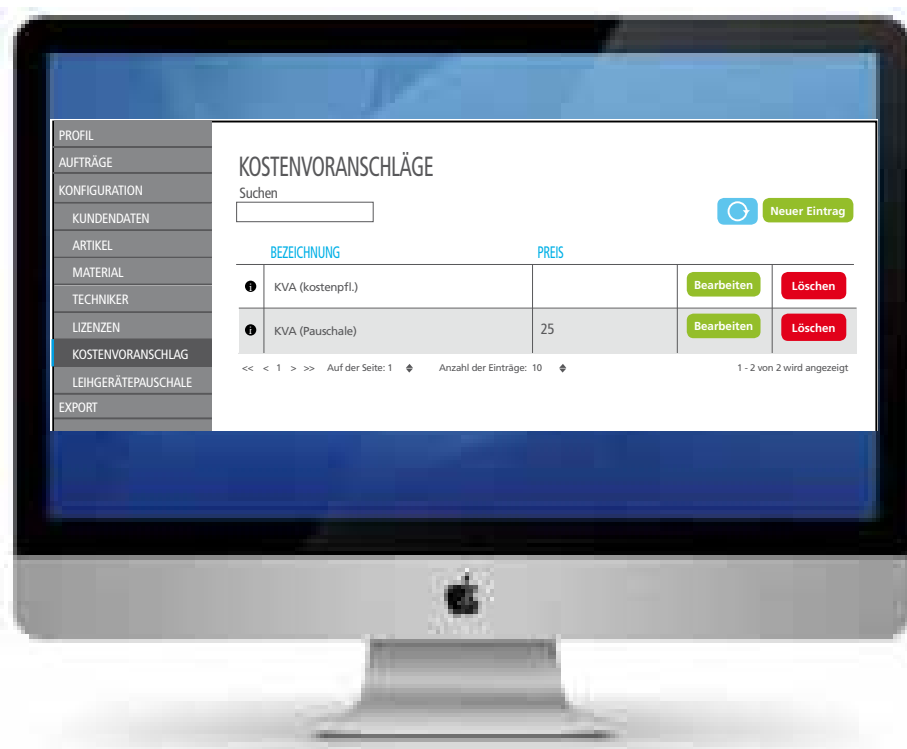 PROFIL
AUFTRÄGE
KONFIGURATION
KUNDENDATEN
ARTIKEL
MATERIAL
TECHNIKER
LIZENZEN
KOSTENVORANSCHLAG
LEIHGERÄTEPAUSCHALE
EXPORT
KOSTENVORANSCHLÄGE
Suchen
Neuer Eintrag
BEZEICHNUNG PREIS
KVA (kostenpfl.) Bearbeiten Löschen
KVA (Pauschale) 25 Bearbeiten Löschen
<< < 1 > >> Auf der Seite: 1 Anzahl der Einträge: 10 1 - 2 von 2 wird angezeigt